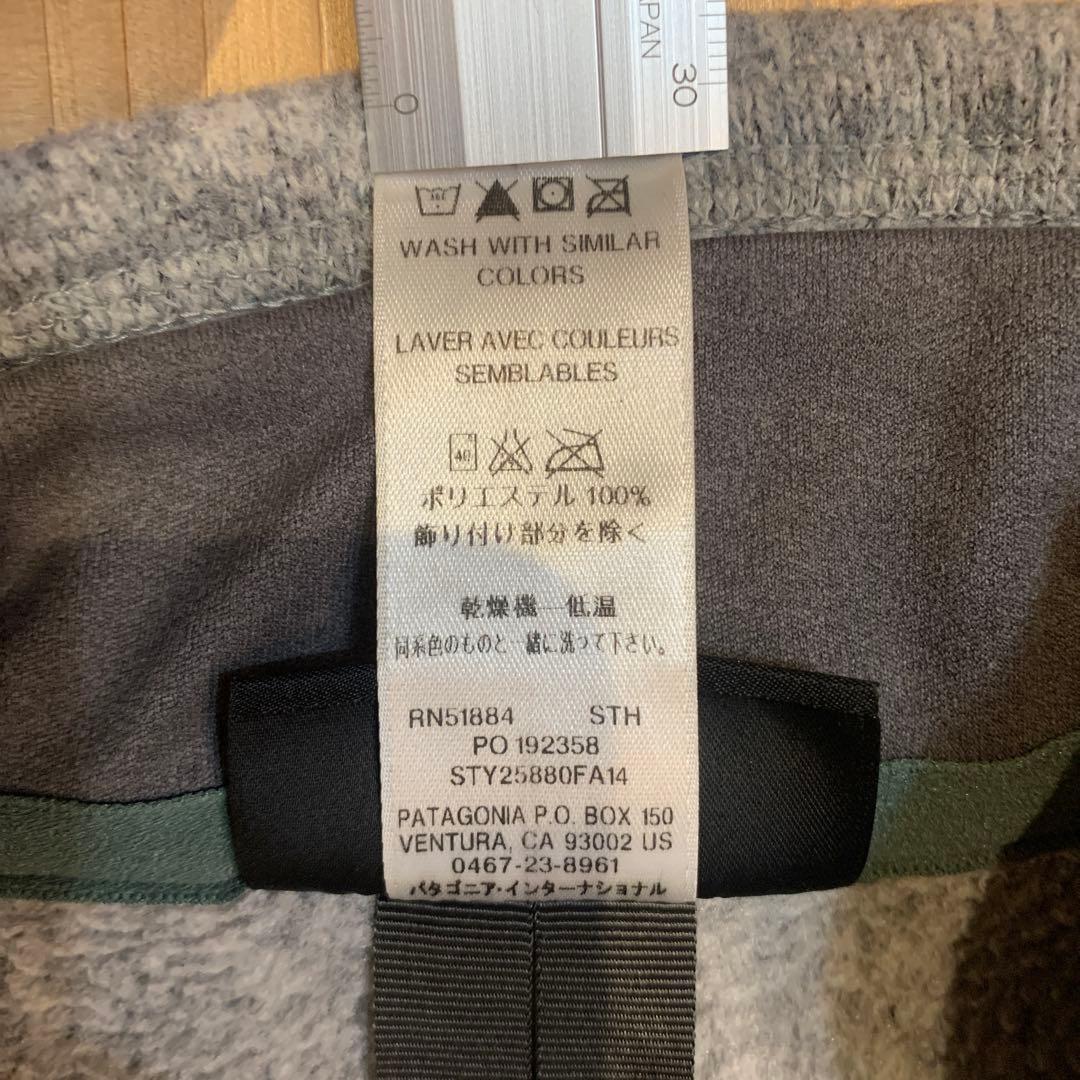 JAPAN
0
30
WASH WITH SIMILAR
COLORS
LAVER AVEC COULEURS
SEMBLABLES
40
ポリエステル 100%
飾り付け部分を除く
乾燥機—低温
同系色のものと一緒に洗って下さい。
RN51884 STH
PO 192358
STY25880FA14
PATAGONIA P.O. BOX 150
VENTURA, CA 93002 US
0467-23-8961
パタゴニア·インターナショナル